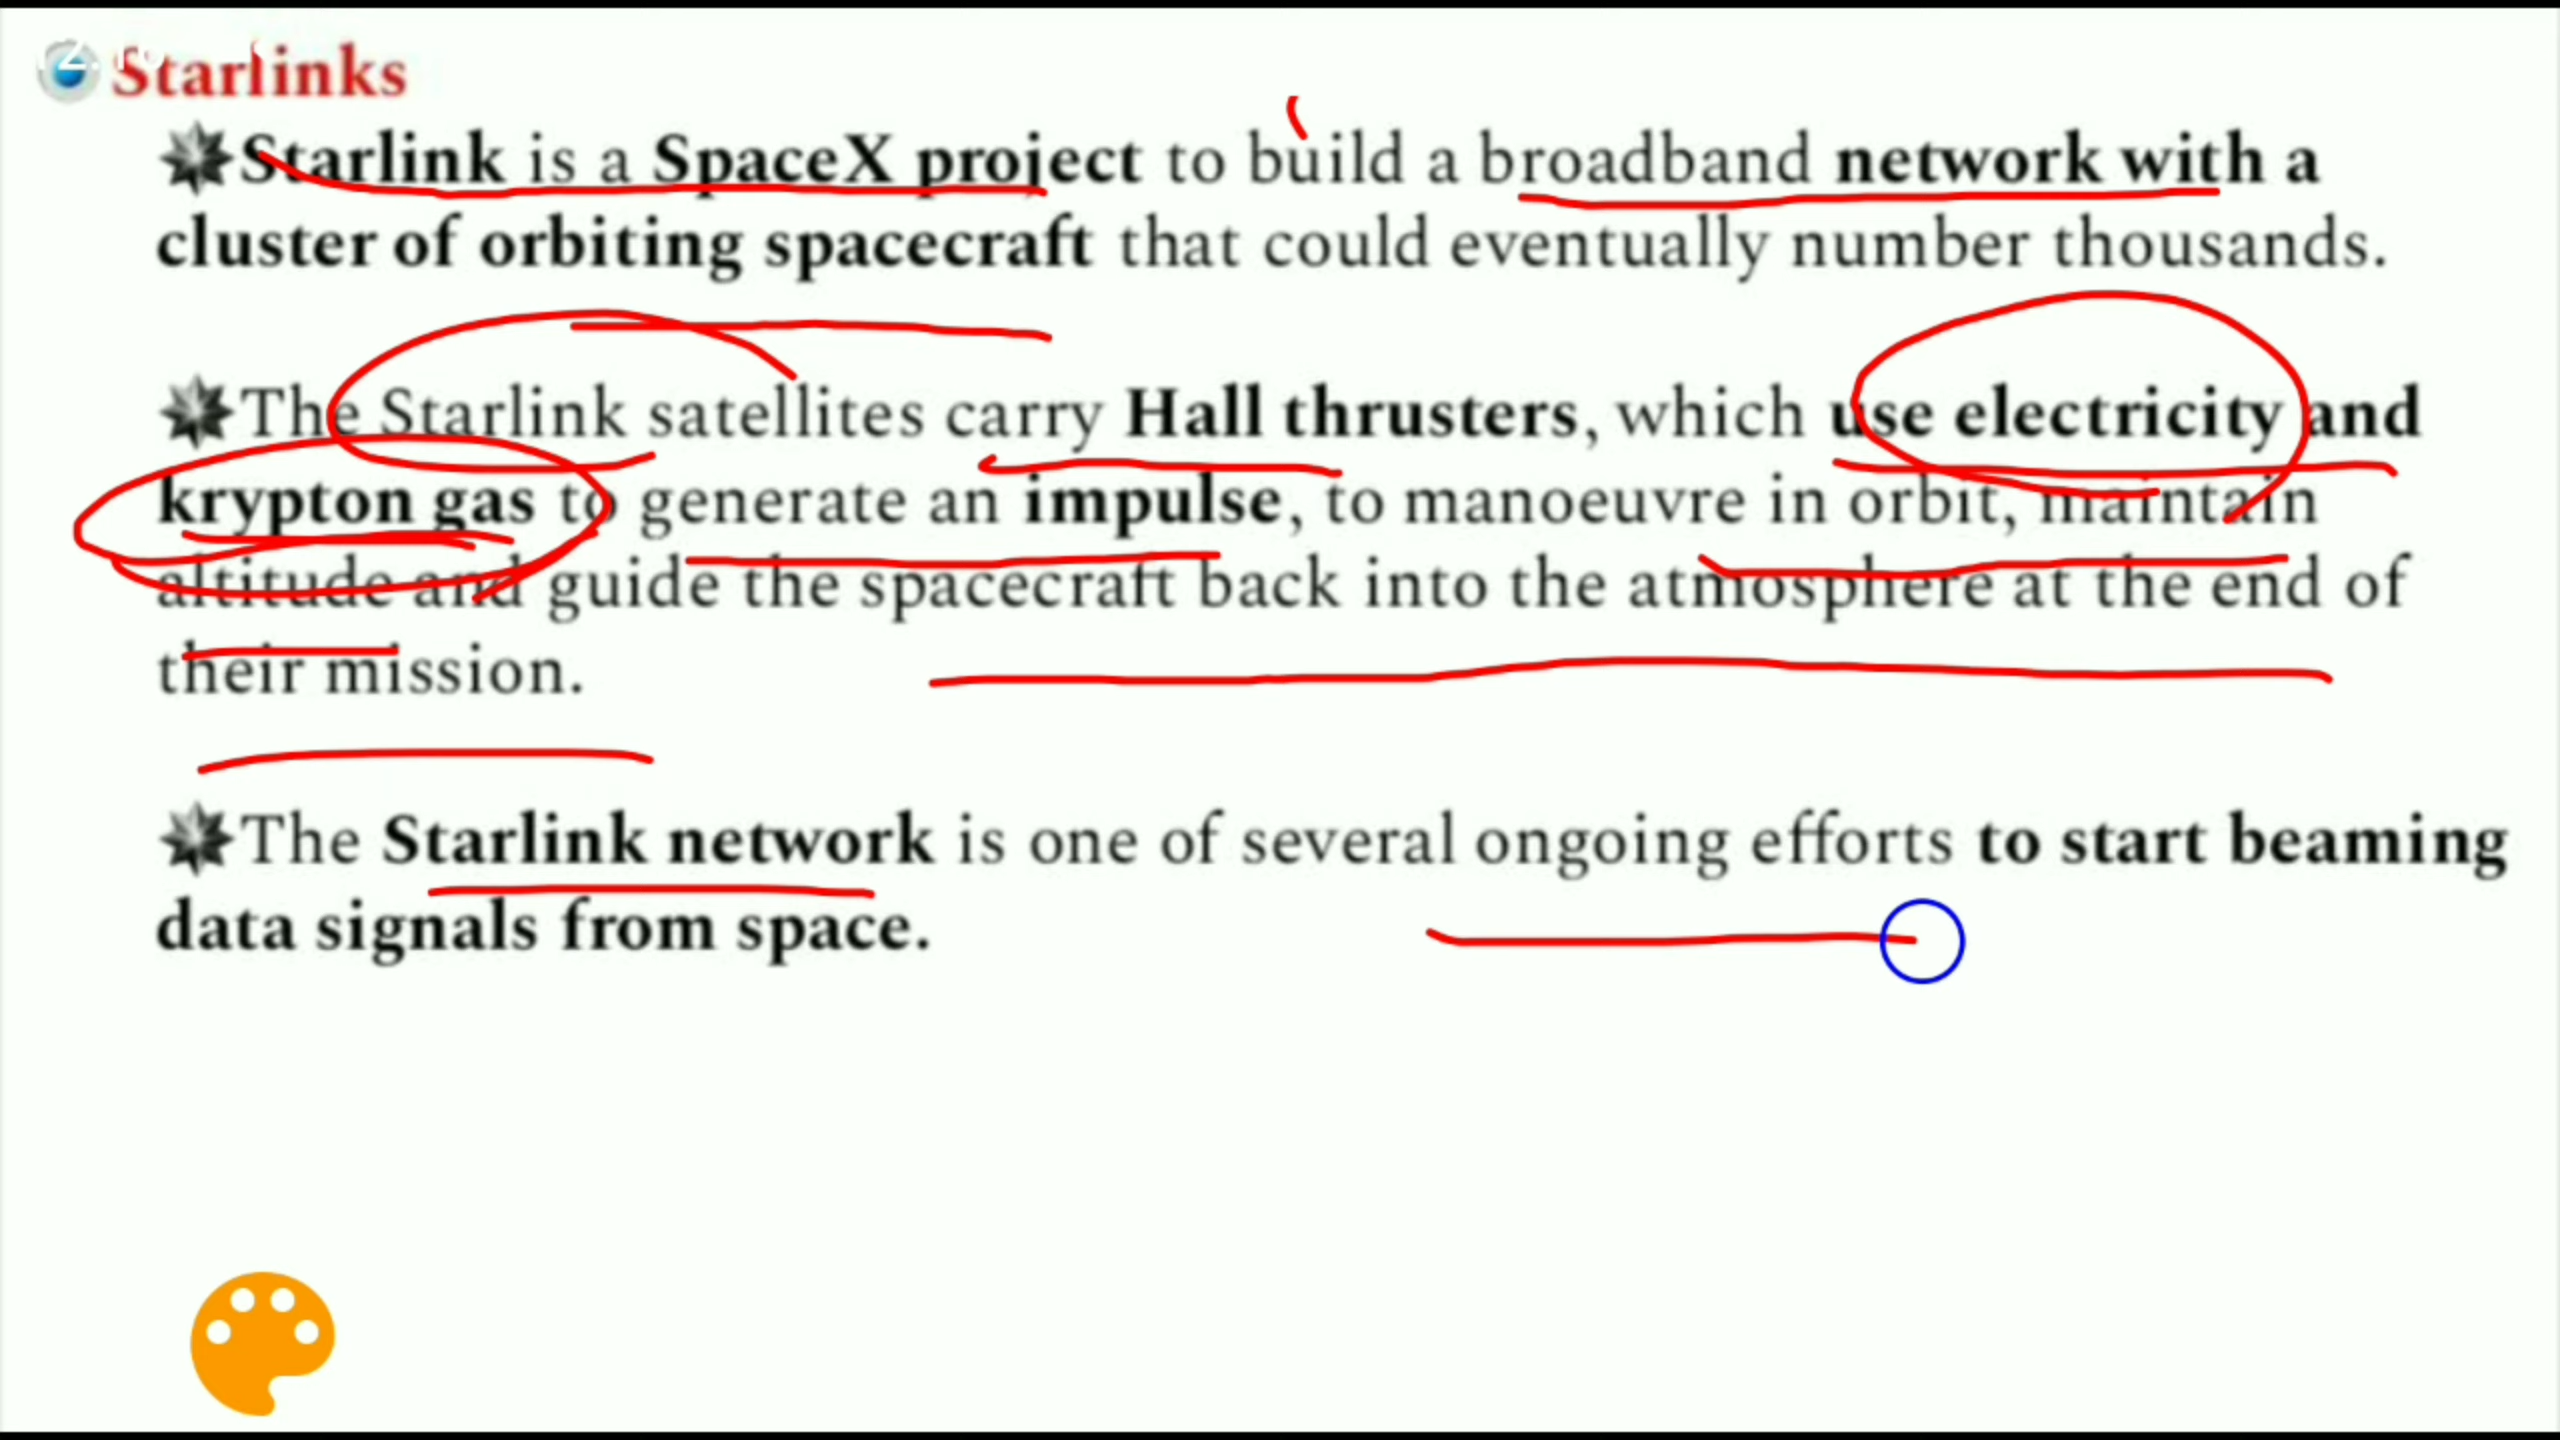 Starlinks
Starlink is a SpaceX project to build a broadband network with a
cluster of orbiting spacecraft that could eventually number thousands.
The Starlink satellites carry Hall thrusters, which use electricity and
krypton gas to generate an impulse, to manoeuvre in orbit, maintain
altitude and guide the spacecraft back into the atmosphere at the end of
their mission.
The Starlink network is one of several ongoing efforts to start beaming
data signals from space.